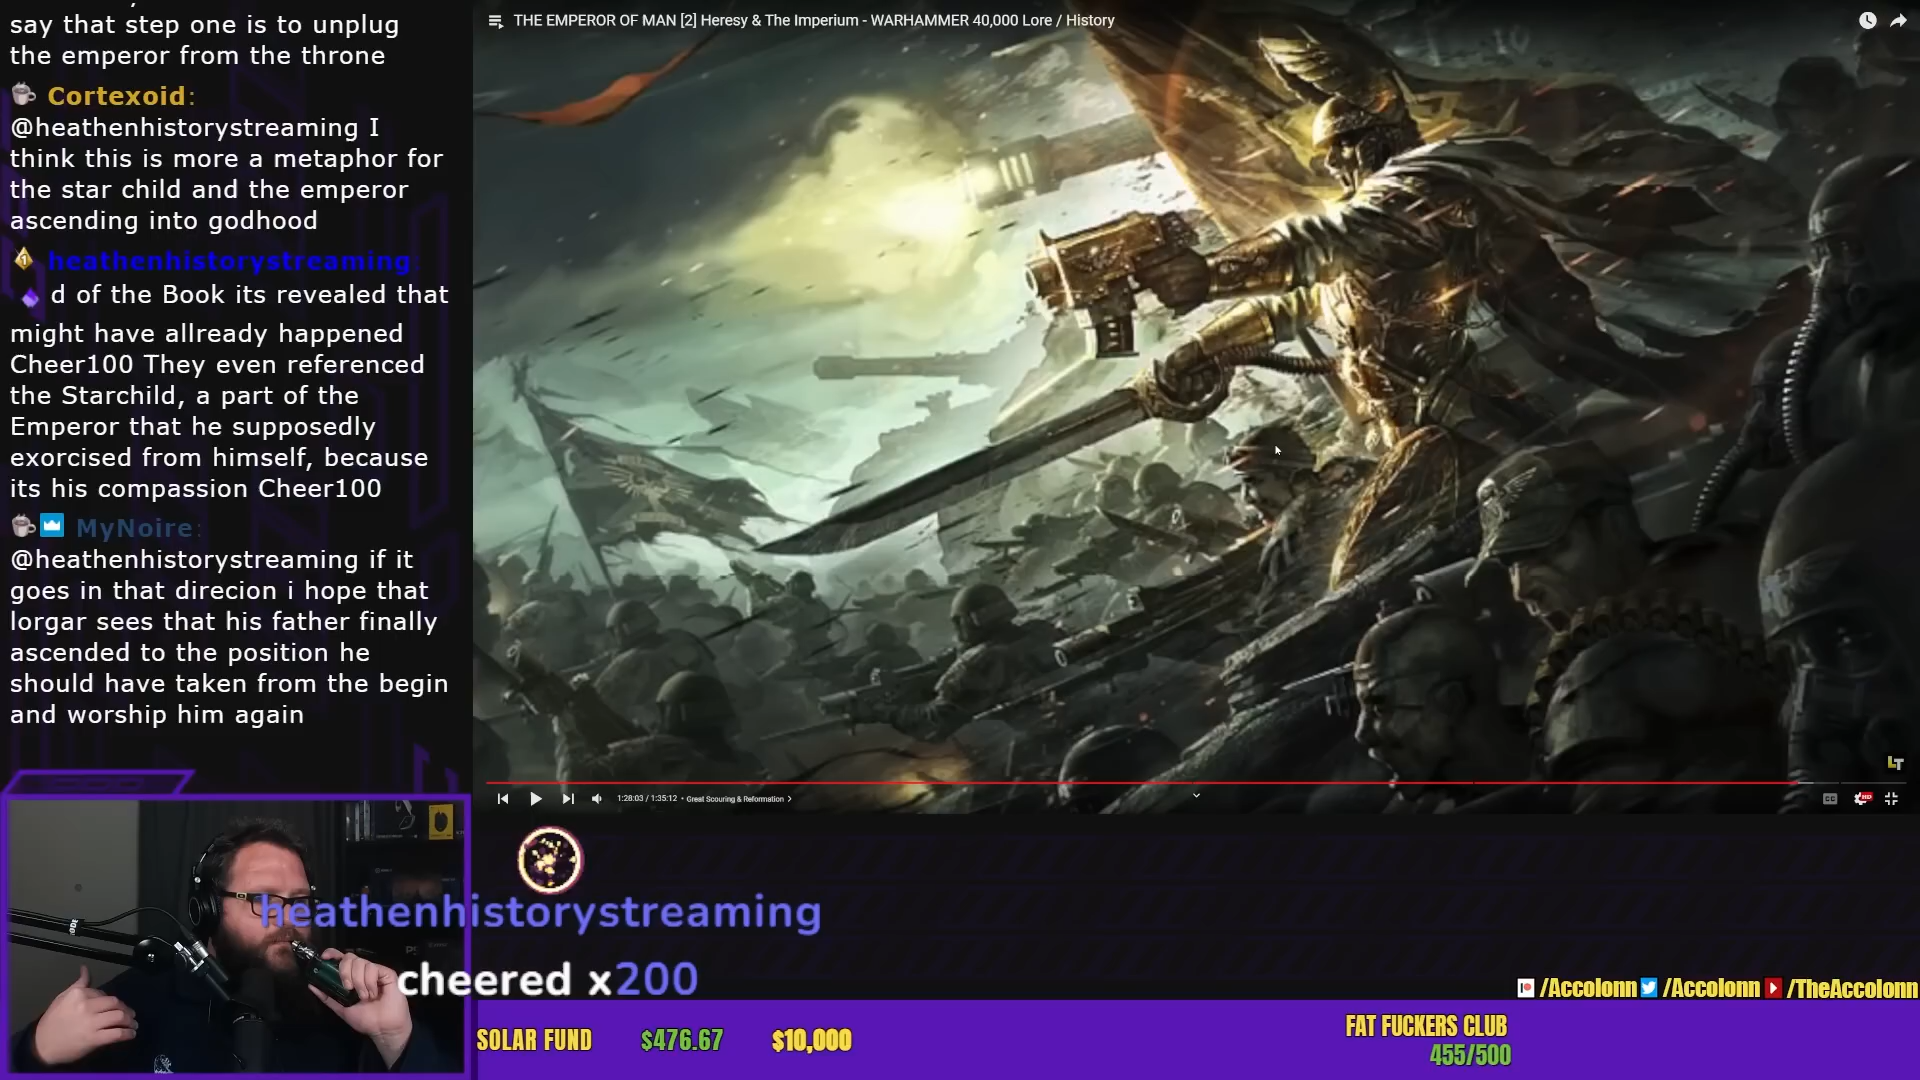 say that step one is to unplug
the emperor from the throne
Cortexoid:
@heathenhistorystreaming I
think this is more a metaphor for
the star child and the emperor
ascending into godhood
heathenhistorystreaming
d of the Book its revealed that
might have allready happened
Cheer100 They even referenced
the Starchild, a part of the
Emperor that he supposedly
exorcised from himself, because
its his compassion Cheer100
MyNoire:
@heathenhistorystreaming if it
goes in that direcion i hope that
lorgar sees that his father finally
ascended to the position he
should have taken from the begin
and worship him again
THE EMPEROR OF MAN [2] Heresy & The Imperium - WARHAMMER 40,000 Lore / History
LT
1:28:03 / 1:35:12 • Great Scouring & Reformation >
CC
HD
heathenhistorystreaming
cheered x200
/Accolonn /Accolonn /TheAccolonn
SOLAR FUND $476.67 $10,000
FAT FUCKERS CLUB
455/500